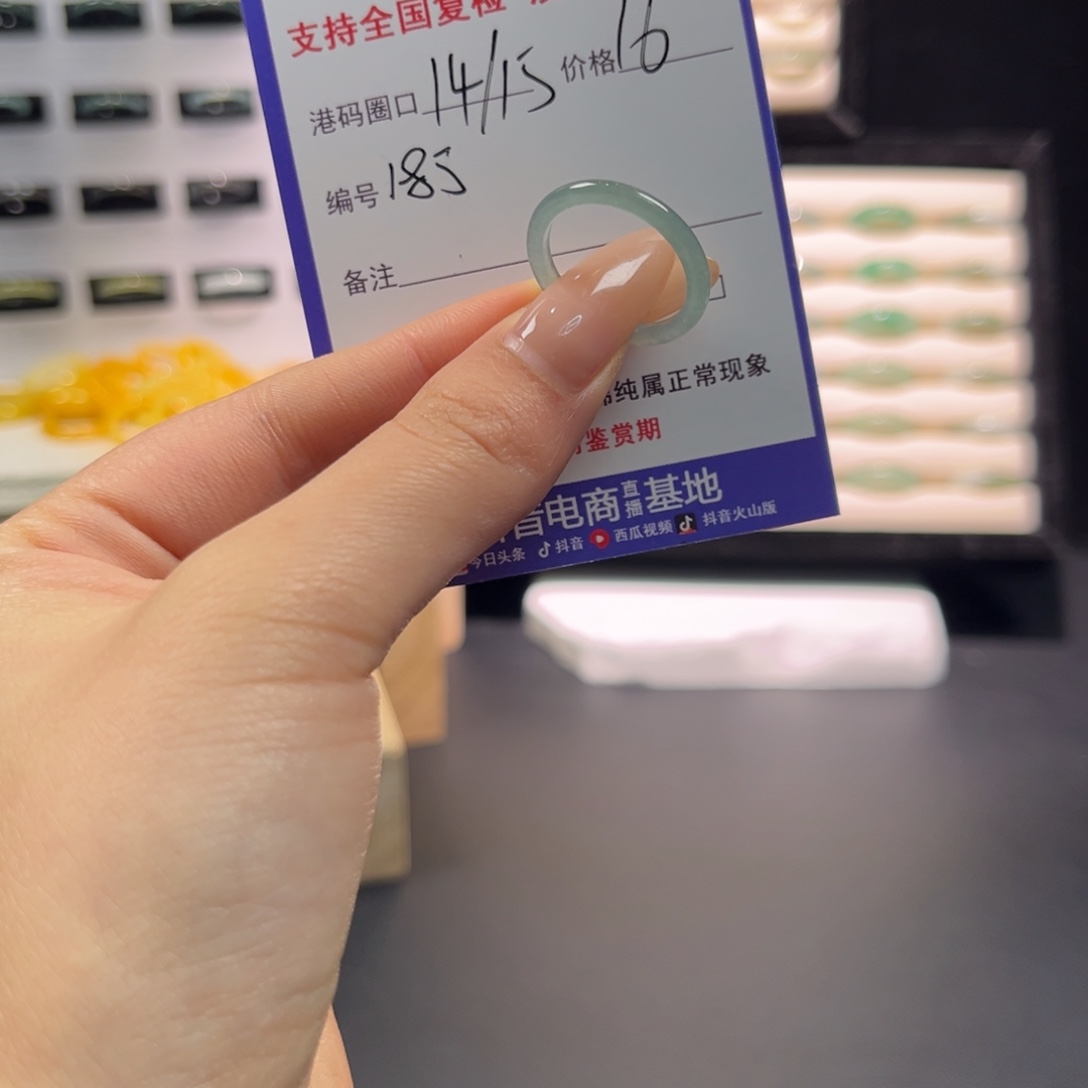 支持全国复检
港码圈口 14/15 价格 16
编号 185
备注
纯属正常现象
鉴赏期
音电商直播基地
今日头条 抖音 西瓜视频 抖音火山版